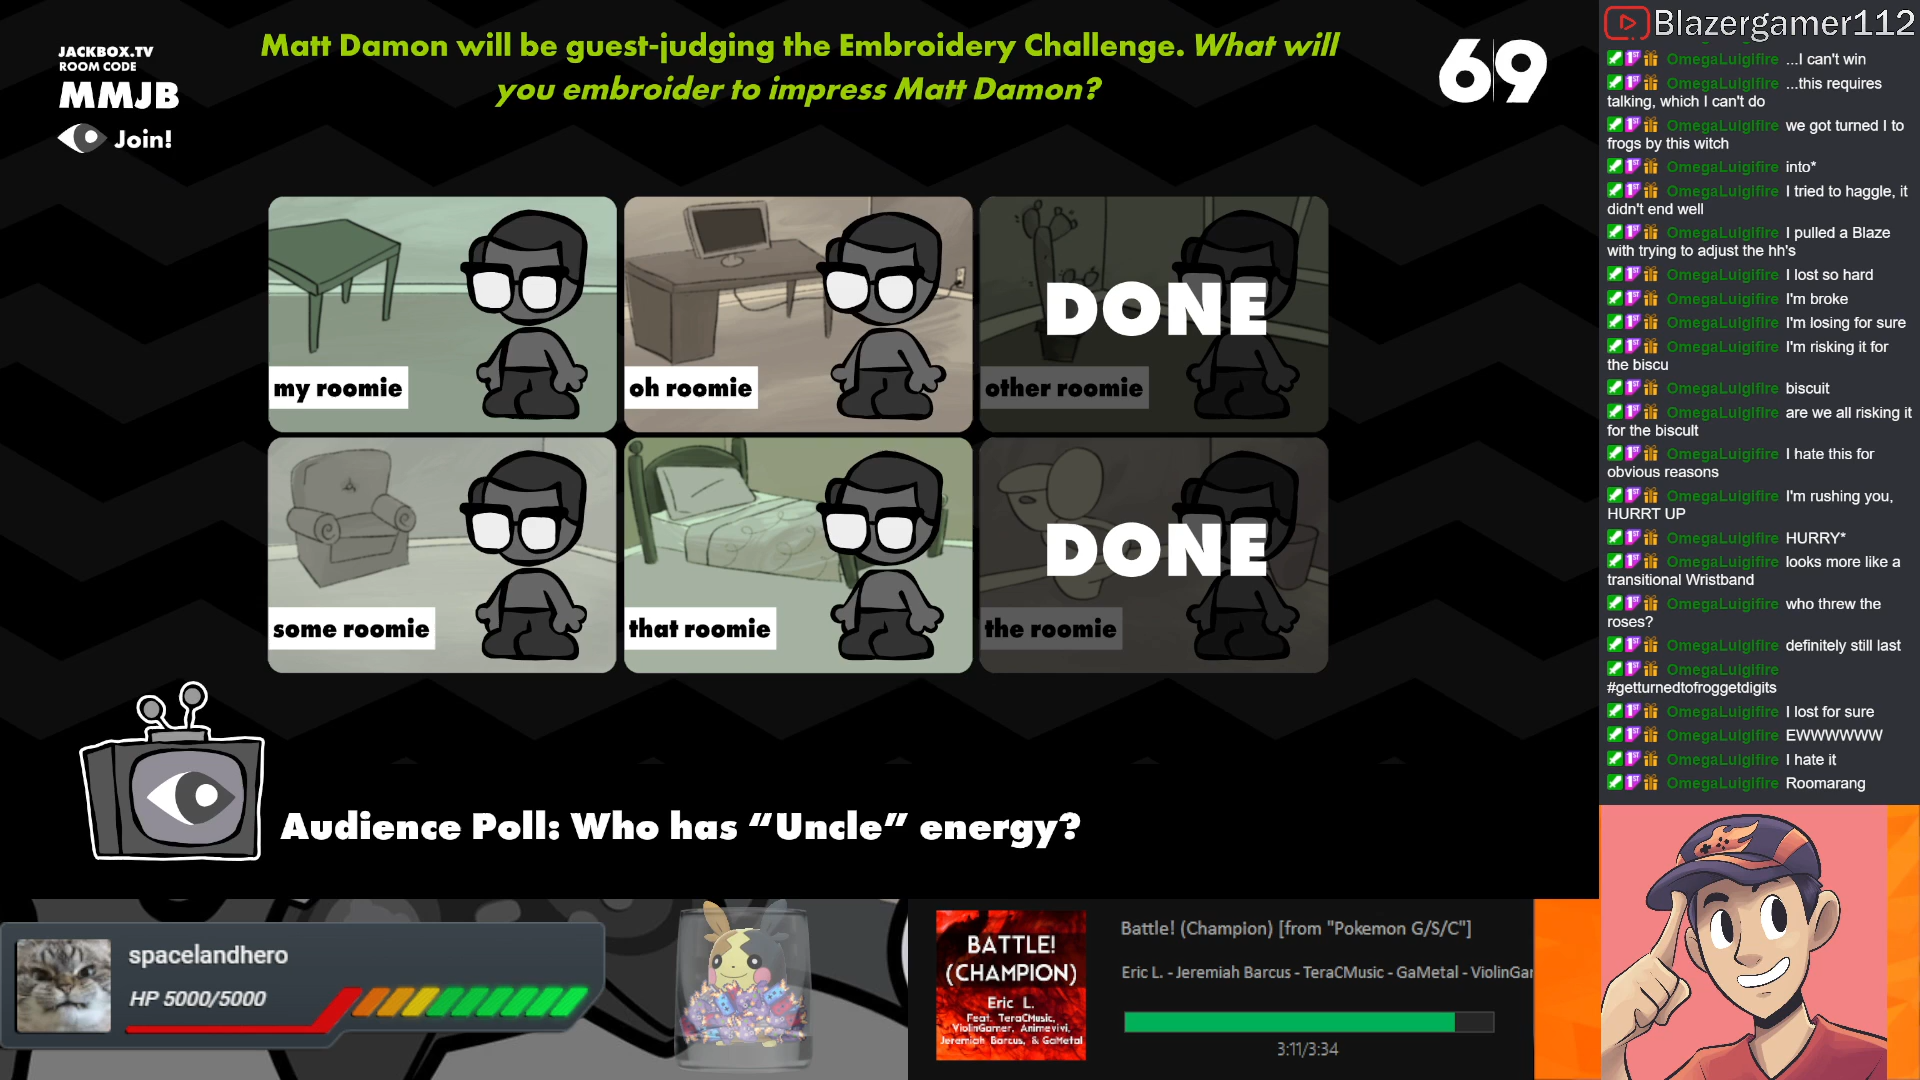 JACKBOX.TV
ROOM CODE
MMJB
Join!
Matt Damon will be guest-judging the Embroidery Challenge. What will
you embroider to impress Matt Damon?
69
my roomie
oh roomie
other roomie
DONE
some roomie
that roomie
the roomie
DONE
Audience Poll: Who has “Uncle” energy?
spacelandhero
HP 5000/5000
BATTLE!
(CHAMPION)
Eric L.
Feat. TeraCMusic,
ViolinGamer, Animevivi,
Jeremiah Barcus, & GaMetal
Battle! (Champion) [from "Pokemon G/S/C"]
Eric L. - Jeremiah Barcus - TeraCMusic - GaMetal - ViolinGar
3:11/3:34
Blazergamer112
OmegaLuigifire ...I can't win
OmegaLuigifire ...this requires
talking, which I can't do
OmegaLuigifire we got turned I to
frogs by this witch
OmegaLuigifire into*
OmegaLuigifire I tried to haggle, it
didn't end well
OmegaLuigifire I pulled a Blaze
with trying to adjust the hh's
OmegaLuigifire I lost so hard
OmegaLuigifire I'm broke
OmegaLuigifire I'm losing for sure
OmegaLuigifire I'm risking it for
the biscu
OmegaLuigifire biscuit
OmegaLuigifire are we all risking it
for the biscuIt
OmegaLuigifire I hate this for
obvious reasons
OmegaLuigifire I'm rushing you,
HURRT UP
OmegaLuigifire HURRY*
OmegaLuigifire looks more like a
transitional Wristband
OmegaLuigifire who threw the
roses?
OmegaLuigifire definitely still last
OmegaLuigifire
#getturnedtofroggetdigits
OmegaLuigifire I lost for sure
OmegaLuigifire EWWWWWW
OmegaLuigifire I hate it
OmegaLuigifire Roomarang